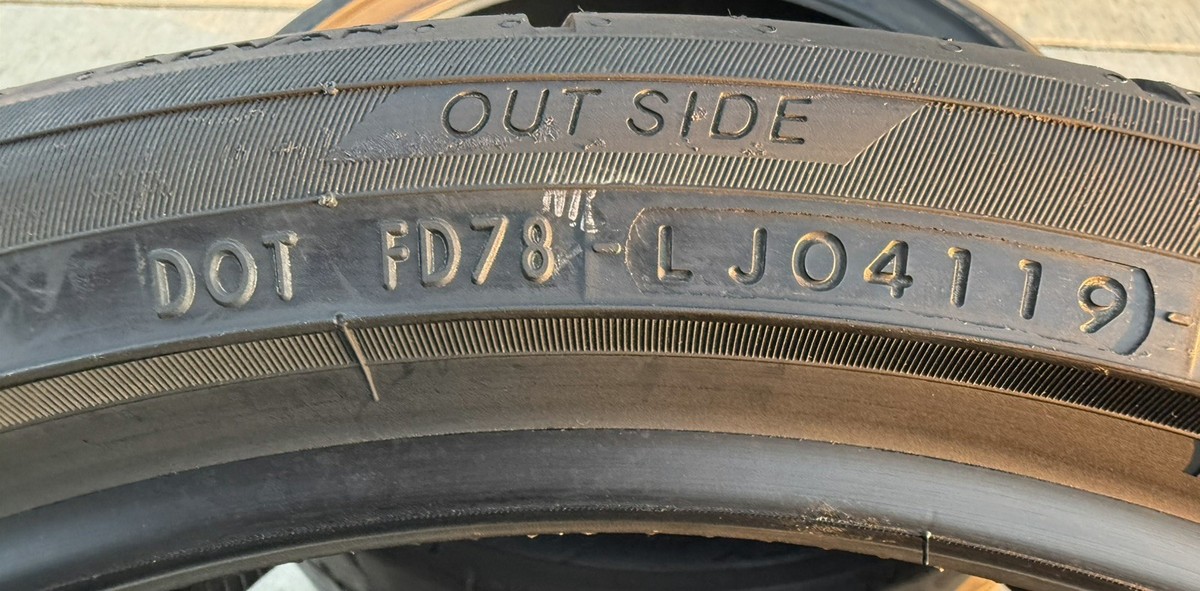 OUT SIDE
DOT FD78-LJ04119-